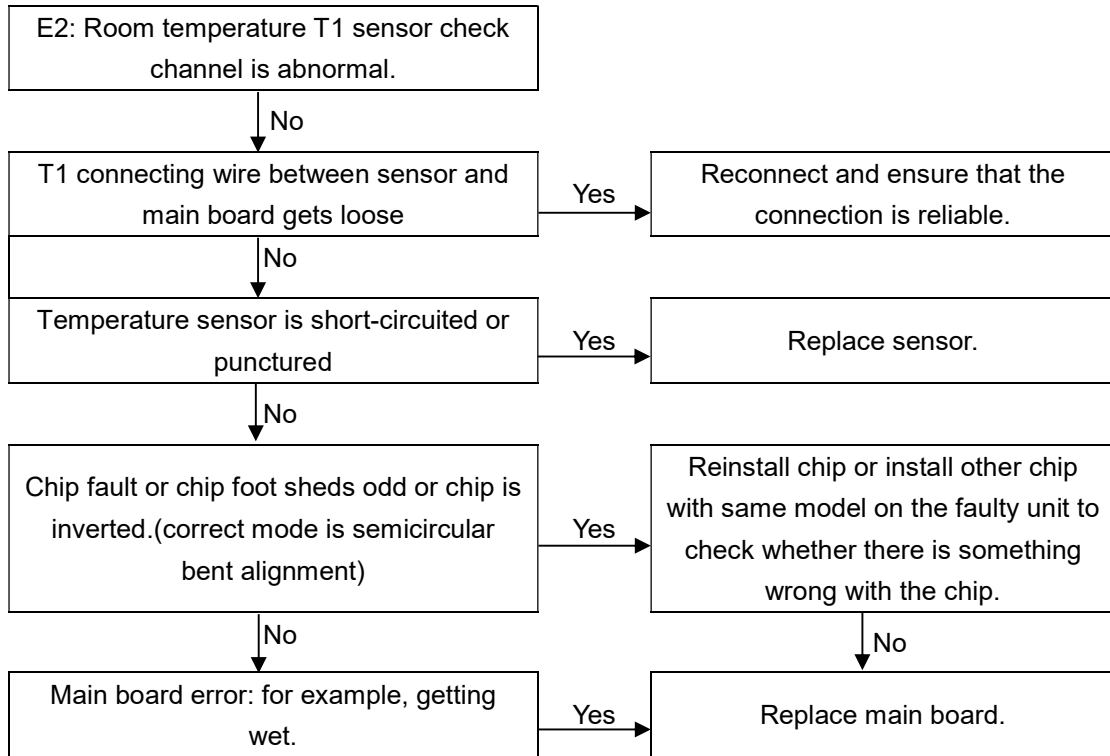 E2: Room temperature T1 sensor check
channel is abnormal.
No
T1 connecting wire between sensor and
main board gets loose
Yes
Reconnect and ensure that the
connection is reliable.
No
Temperature sensor is short-circuited or
punctured
Yes
Replace sensor.
No
Chip fault or chip foot sheds odd or chip is
inverted.(correct mode is semicircular
bent alignment)
Yes
Reinstall chip or install other chip
with same model on the faulty unit to
check whether there is something
wrong with the chip.
No
No
Main board error: for example, getting
wet.
Yes
Replace main board.